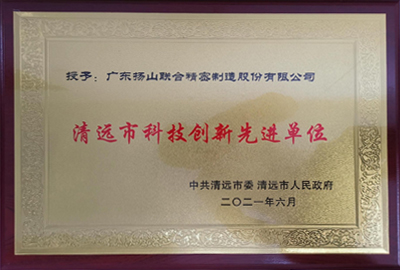 授予：广东扬山联合精密制造股份有限公司
清远市科技创新先进单位
中共清远市委 清远市人民政府
二〇二一年六月